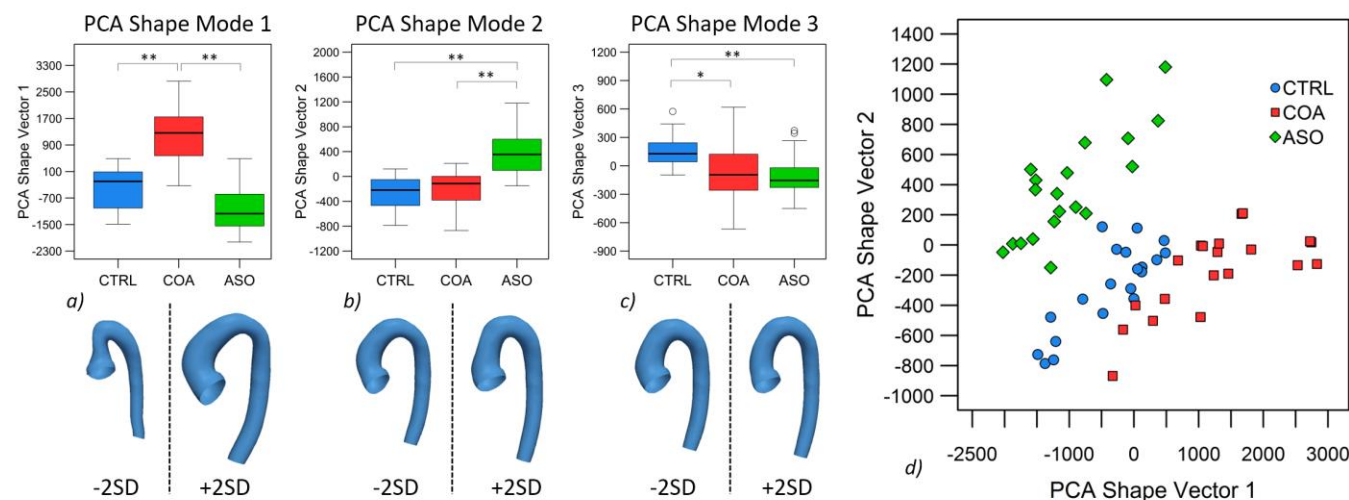 PCA Shape Mode 1
PCA Shape Vector 1
3300
2500
1700
900
100
-700
-1500
-2300
** **
CTRL COA ASO
a)
-2SD +2SD
PCA Shape Mode 2
PCA Shape Vector 2
2000
1600
1200
800
400
0
-400
-800
-1200
**
**
CTRL COA ASO
b)
-2SD +2SD
PCA Shape Mode 3
PCA Shape Vector 3
1200
900
600
300
0
-300
-600
-900
**
*
CTRL COA ASO
c)
-2SD +2SD
PCA Shape Vector 2
1400
1200
1000
800
600
400
200
0
-200
-400
-600
-800
-1000
CTRL
COA
ASO
-2500 -1000 0 1000 2000 3000
d)
PCA Shape Vector 1